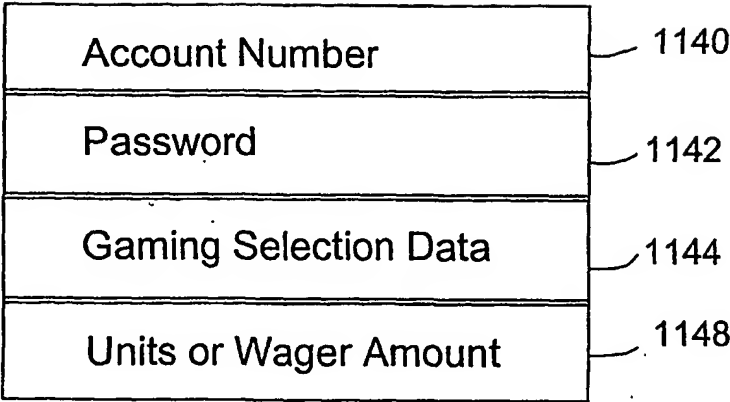 Account Number 1140
Password 1142
Gaming Selection Data 1144
Units or Wager Amount 1148